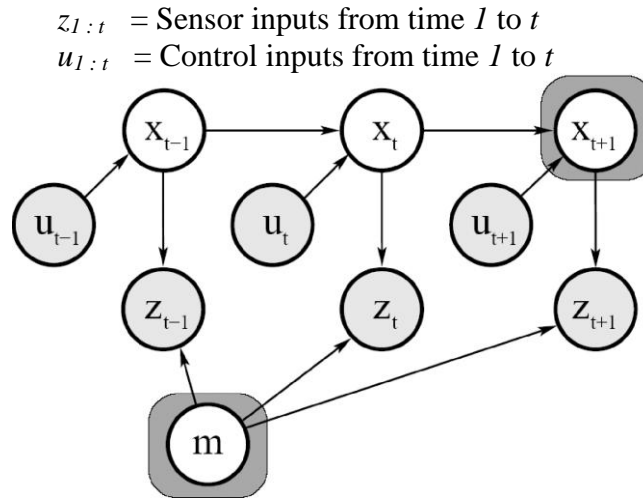 z1 : t = Sensor inputs from time 1 to t
u1 : t = Control inputs from time 1 to t
xt−1 xt xt+1
ut−1 ut ut+1
zt−1 zt zt+1
m